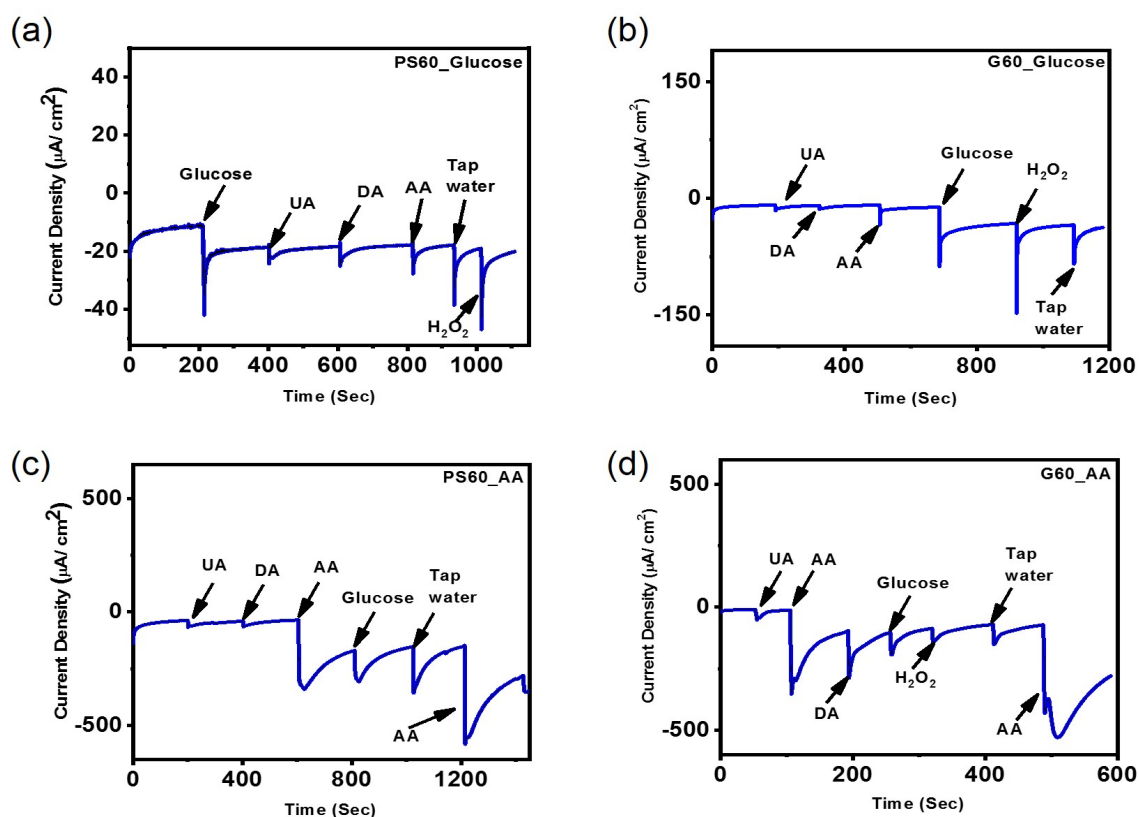 (a)
PS60_Glucose
Current Density (μA/ cm²)
40
20
0
-20
-40
Glucose
UA
DA
AA
Tap
water
H₂O₂
0 200 400 600 800 1000
Time (Sec)
(b)
G60_Glucose
Current Density (μA/ cm²)
150
0
-150
UA
DA
AA
Glucose
H₂O₂
Tap
water
0 400 800 1200
Time (Sec)
(c)
PS60_AA
Current Density (μA/ cm²)
500
0
-500
UA
DA
AA
Glucose
Tap
water
AA
0 400 800 1200
Time (Sec)
(d)
G60_AA
Current Density (μA/ cm²)
500
0
-500
UA
AA
DA
Glucose
H₂O₂
Tap
water
AA
0 200 400 600
Time (Sec)